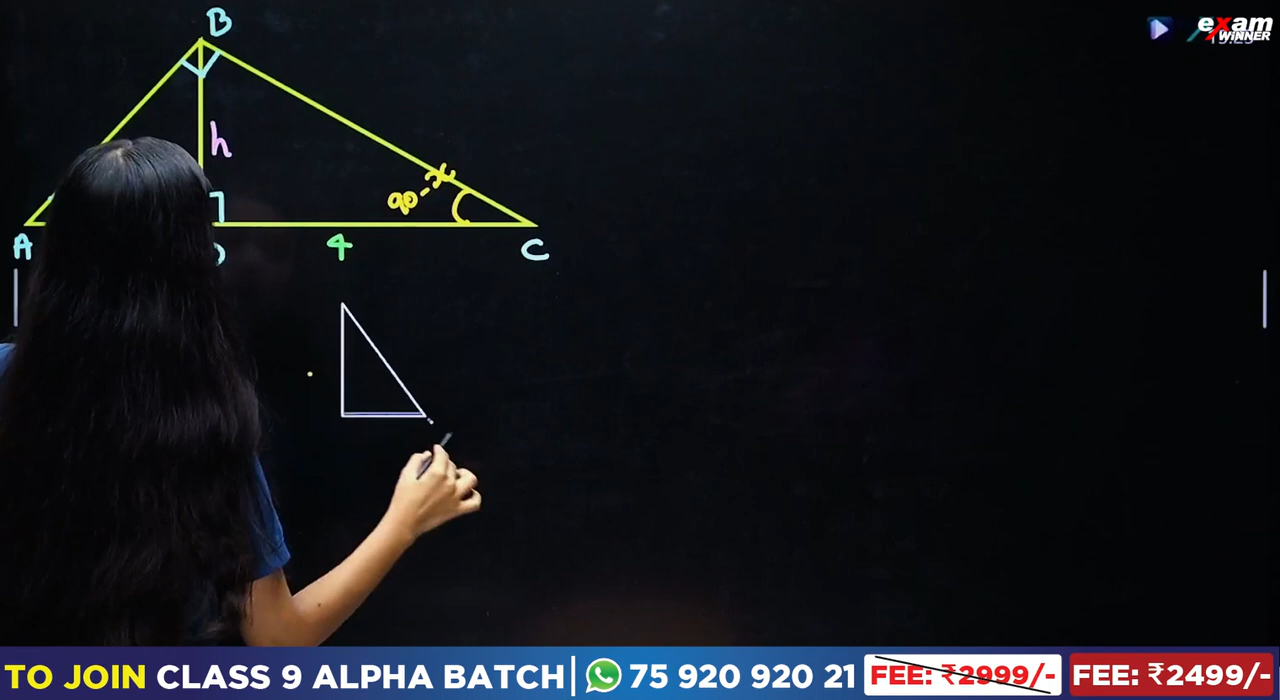 B
exam
WiNNER
h
90-x
A
4
C
TO JOIN CLASS 9 ALPHA BATCH 75 920 920 21 FEE: ₹2999/- FEE: ₹2499/-